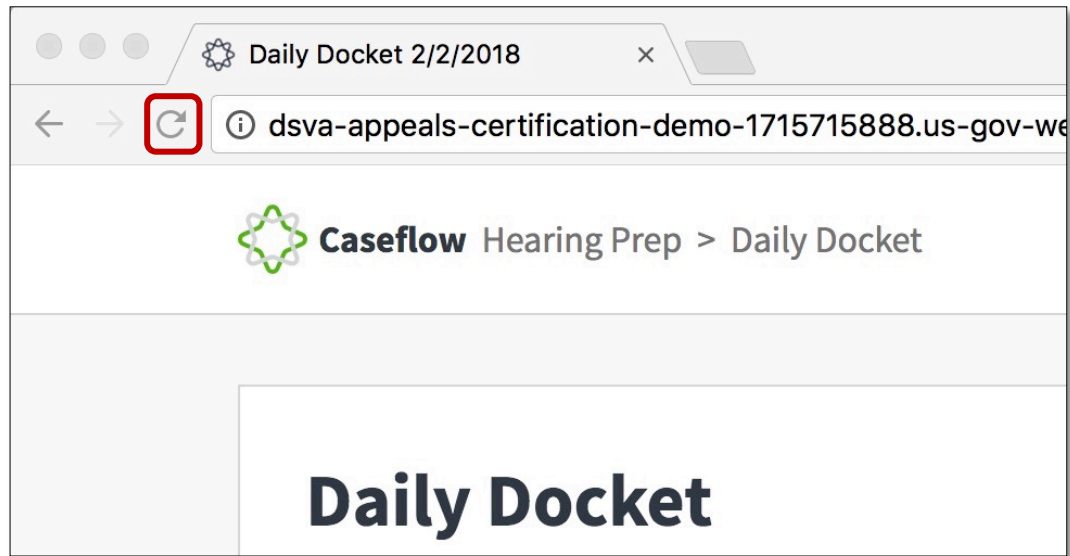 Daily Docket 2/2/2018
dsva-appeals-certification-demo-1715715888.us-gov-we
Caseflow Hearing Prep > Daily Docket
Daily Docket